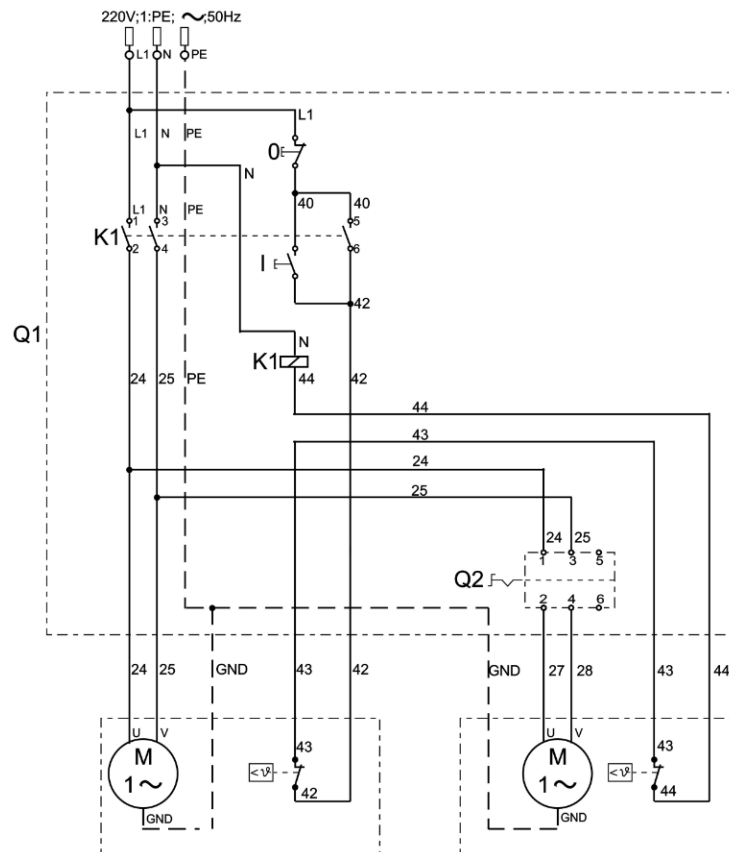 220V;1:PE; ~;50Hz
L1 N PE
L1
L1 N PE
0
N
40 40
L1 N PE
1 3 5
K1
2 4 6
I
42
Q1
N
K1
24 25 PE 44 42
44
43
24
25
24 25
1 3 5
Q2
2 4 6
24 25 GND 43 42 GND 27 28 43 44
U V U V
M 43 M 43
1~ <ϑ 1~ <ϑ
42 44
GND GND